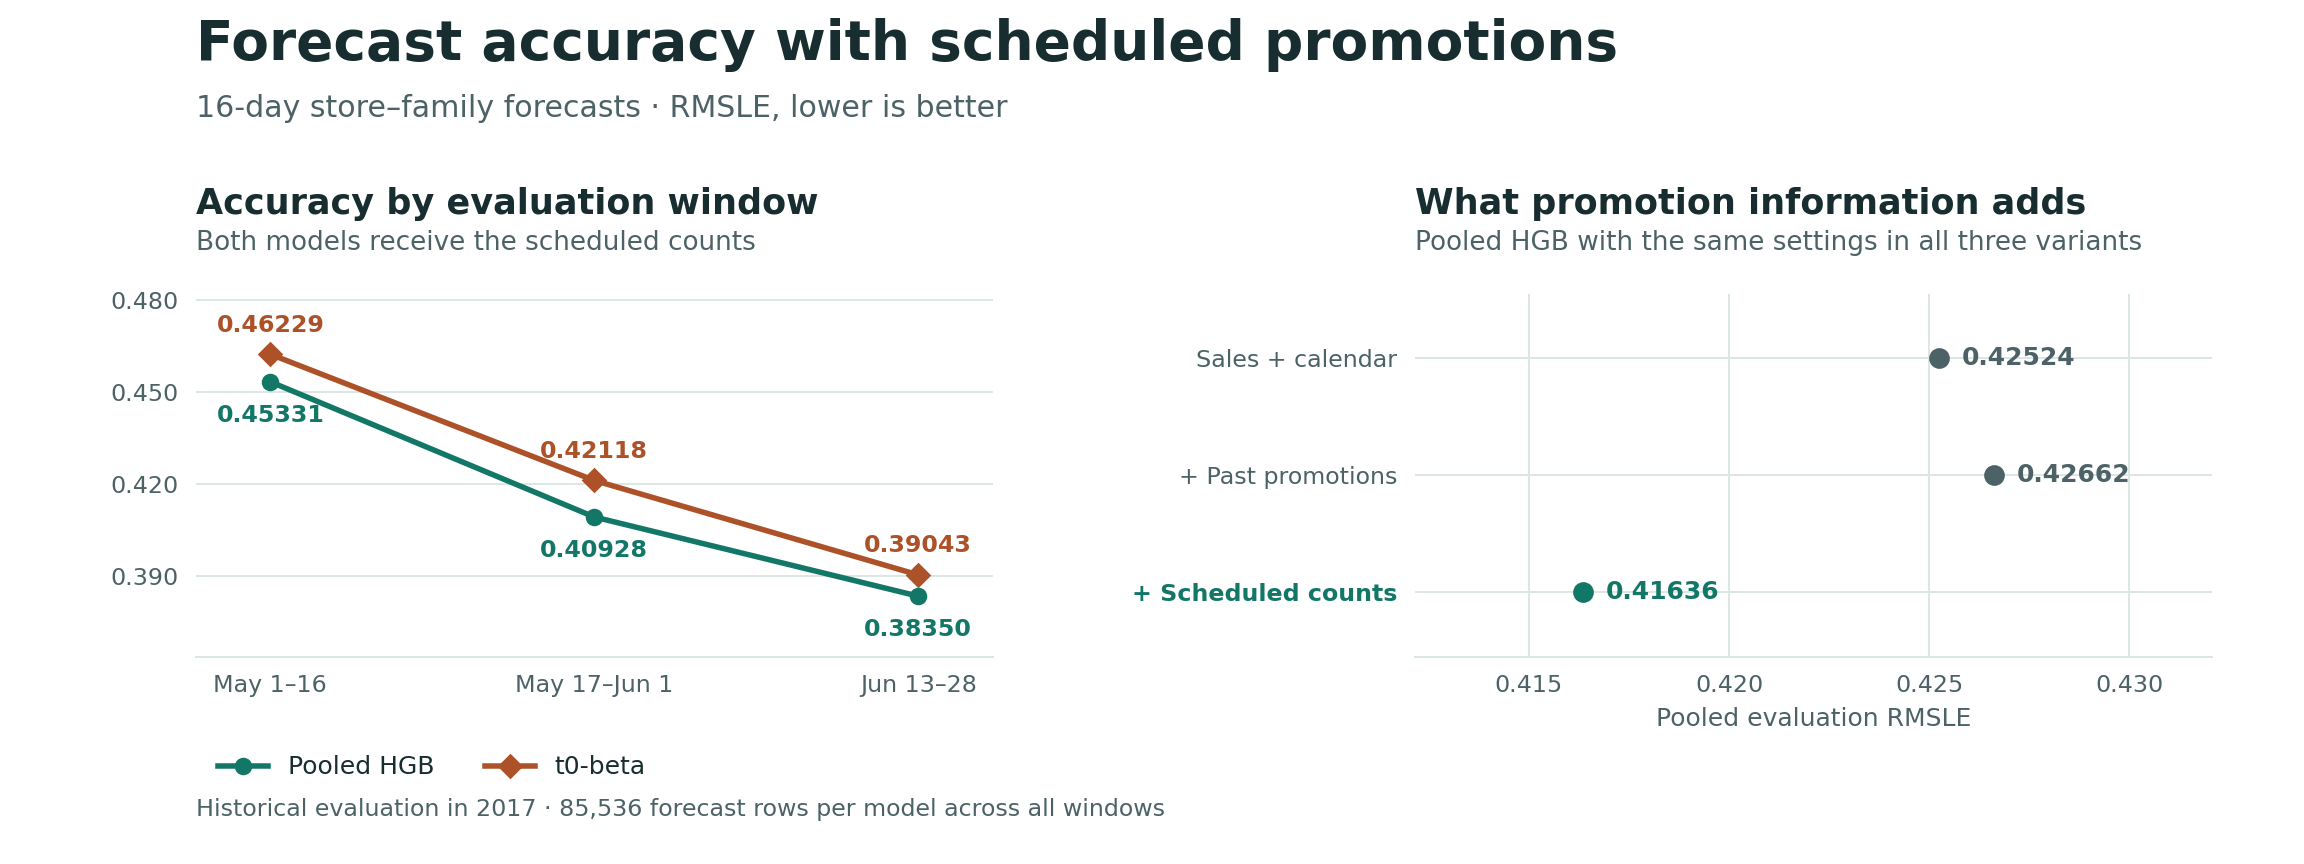 Forecast accuracy with scheduled promotions
16-day store–family forecasts · RMSLE, lower is better
Accuracy by evaluation window
Both models receive the scheduled counts
0.480
0.450
0.420
0.390
0.46229
0.45331
0.42118
0.40928
0.39043
0.38350
May 1–16
May 17–Jun 1
Jun 13–28
Pooled HGB
t0-beta
What promotion information adds
Pooled HGB with the same settings in all three variants
Sales + calendar
0.42524
+ Past promotions
0.42662
+ Scheduled counts
0.41636
0.415
0.420
0.425
0.430
Pooled evaluation RMSLE
Historical evaluation in 2017 · 85,536 forecast rows per model across all windows